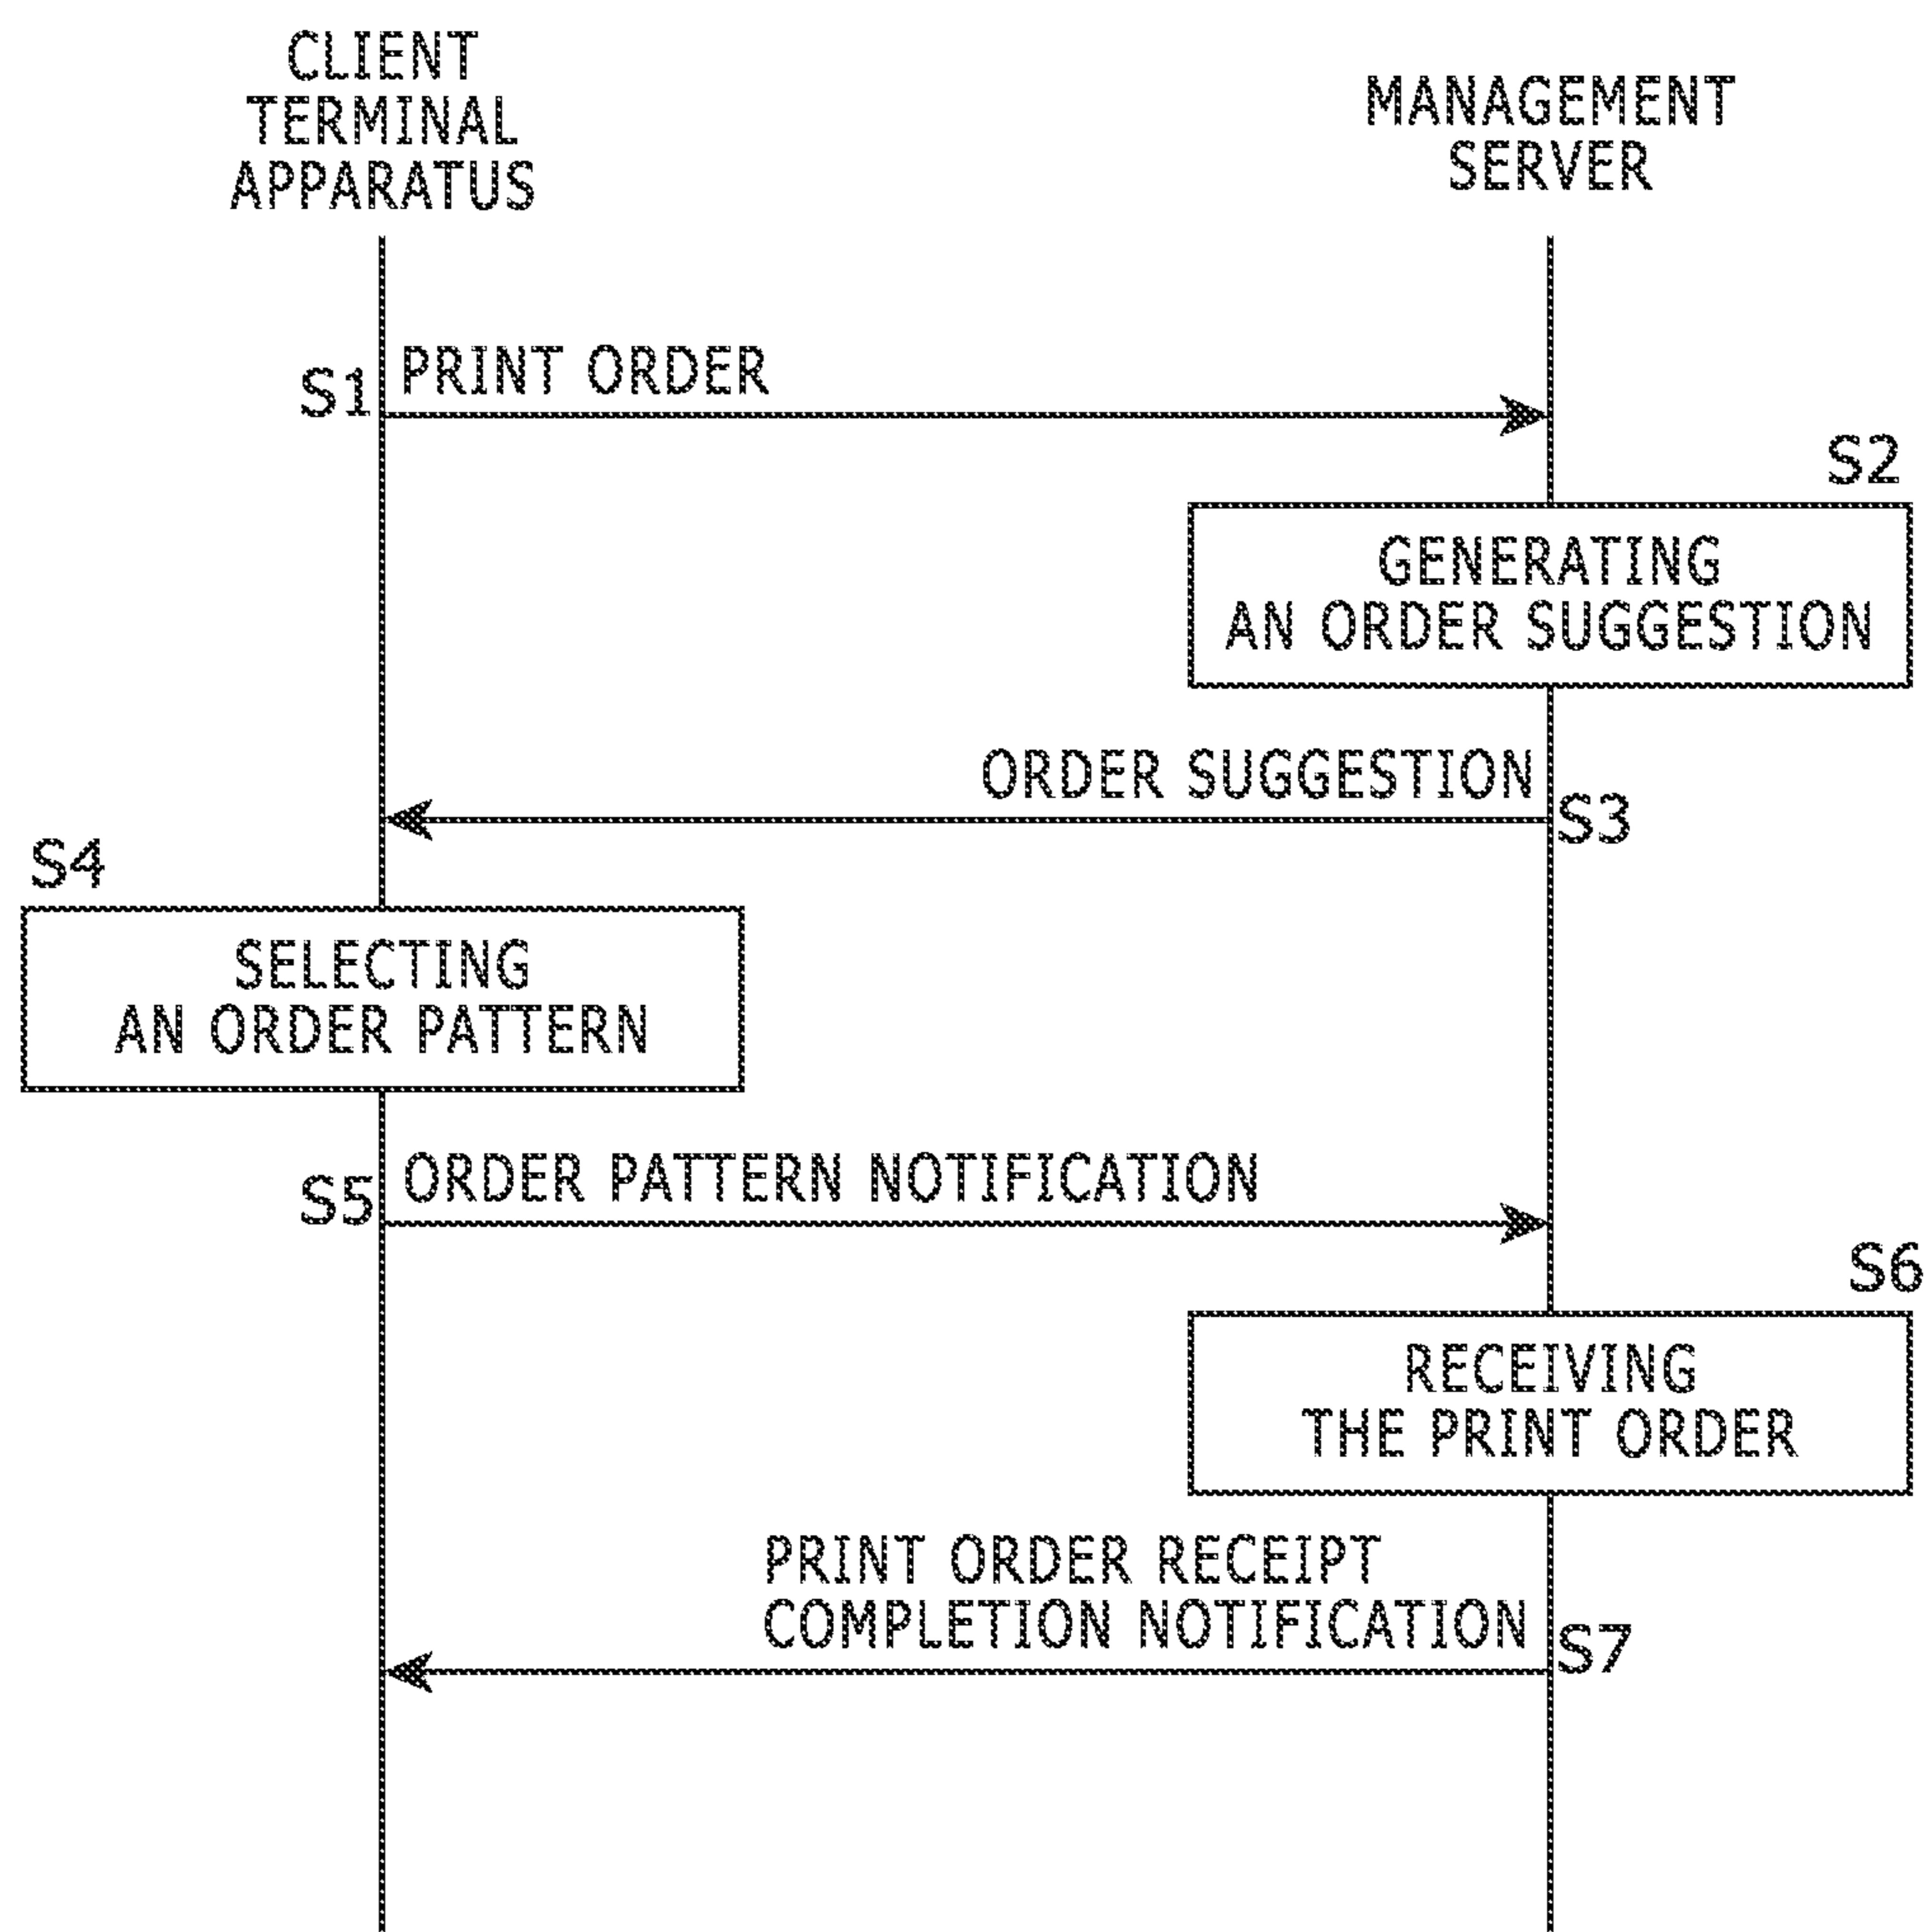 CLIENT
TERMINAL
APPARATUS
MANAGEMENT
SERVER
S1
PRINT ORDER
S2
GENERATING
AN ORDER SUGGESTION
ORDER SUGGESTION
S3
S4
SELECTING
AN ORDER PATTERN
S5
ORDER PATTERN NOTIFICATION
S6
RECEIVING
THE PRINT ORDER
PRINT ORDER RECEIPT
COMPLETION NOTIFICATION
S7